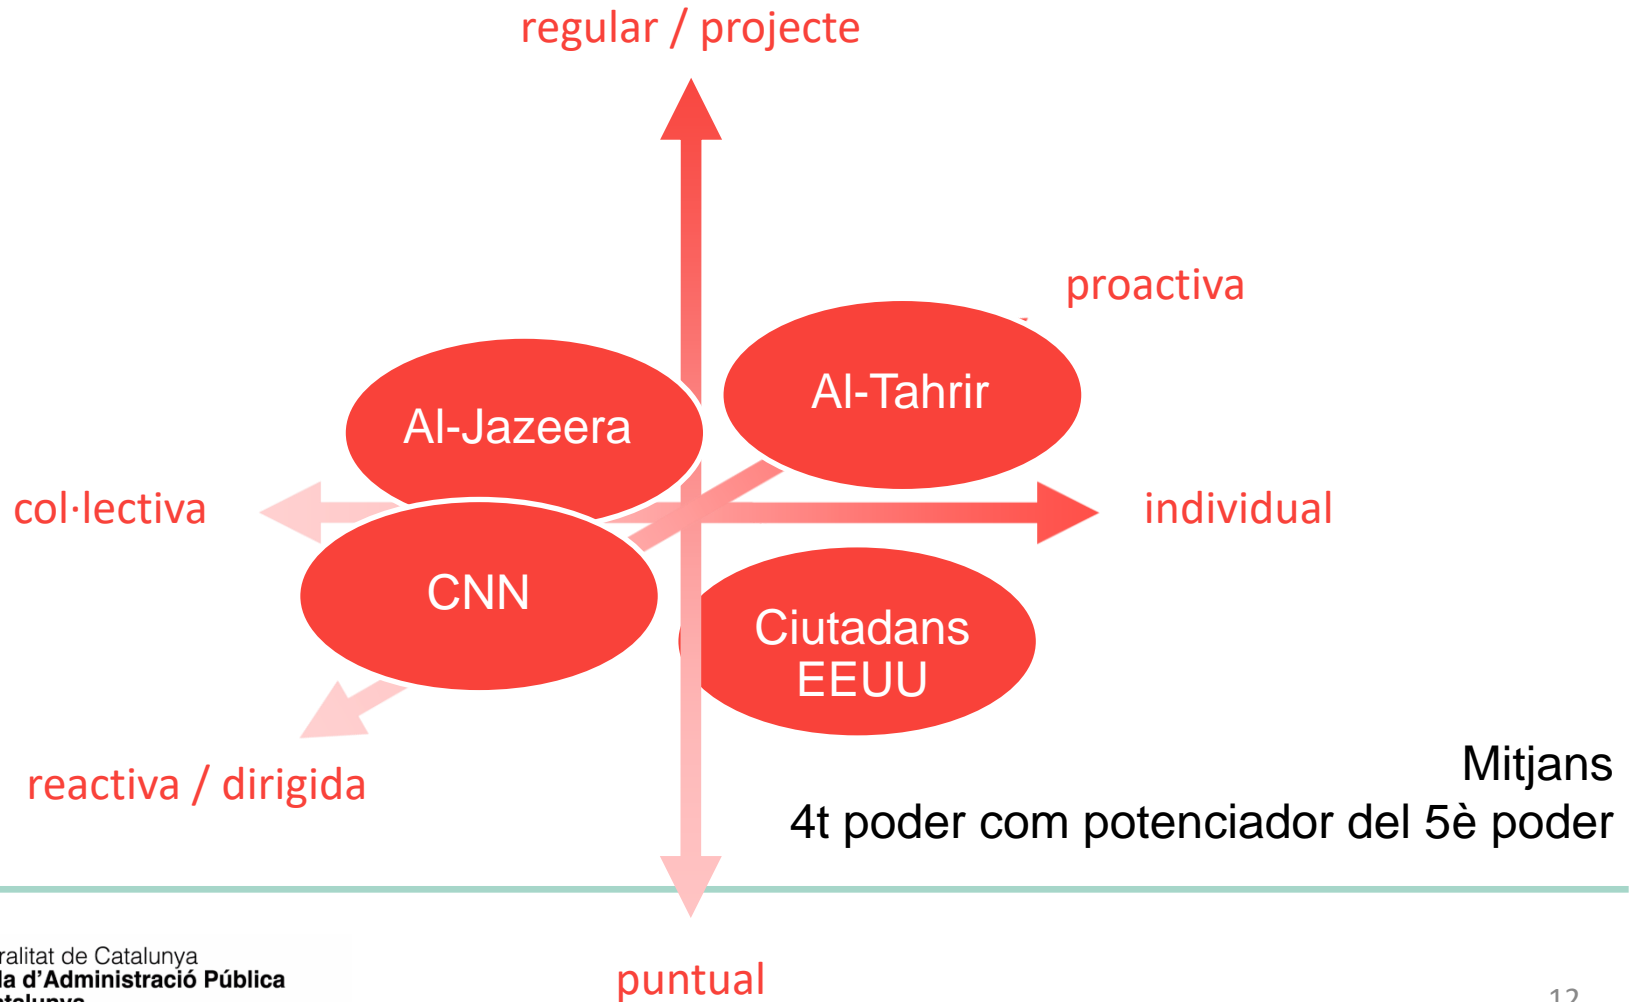 regular / projecte
proactiva
Al-Tahrir
Al-Jazeera
col·lectiva
individual
CNN
Ciutadans
EEUU
reactiva / dirigida
Mitjans
4t poder com potenciador del 5è poder
ralitat de Catalunya
la d'Administració Pública
puntual
12